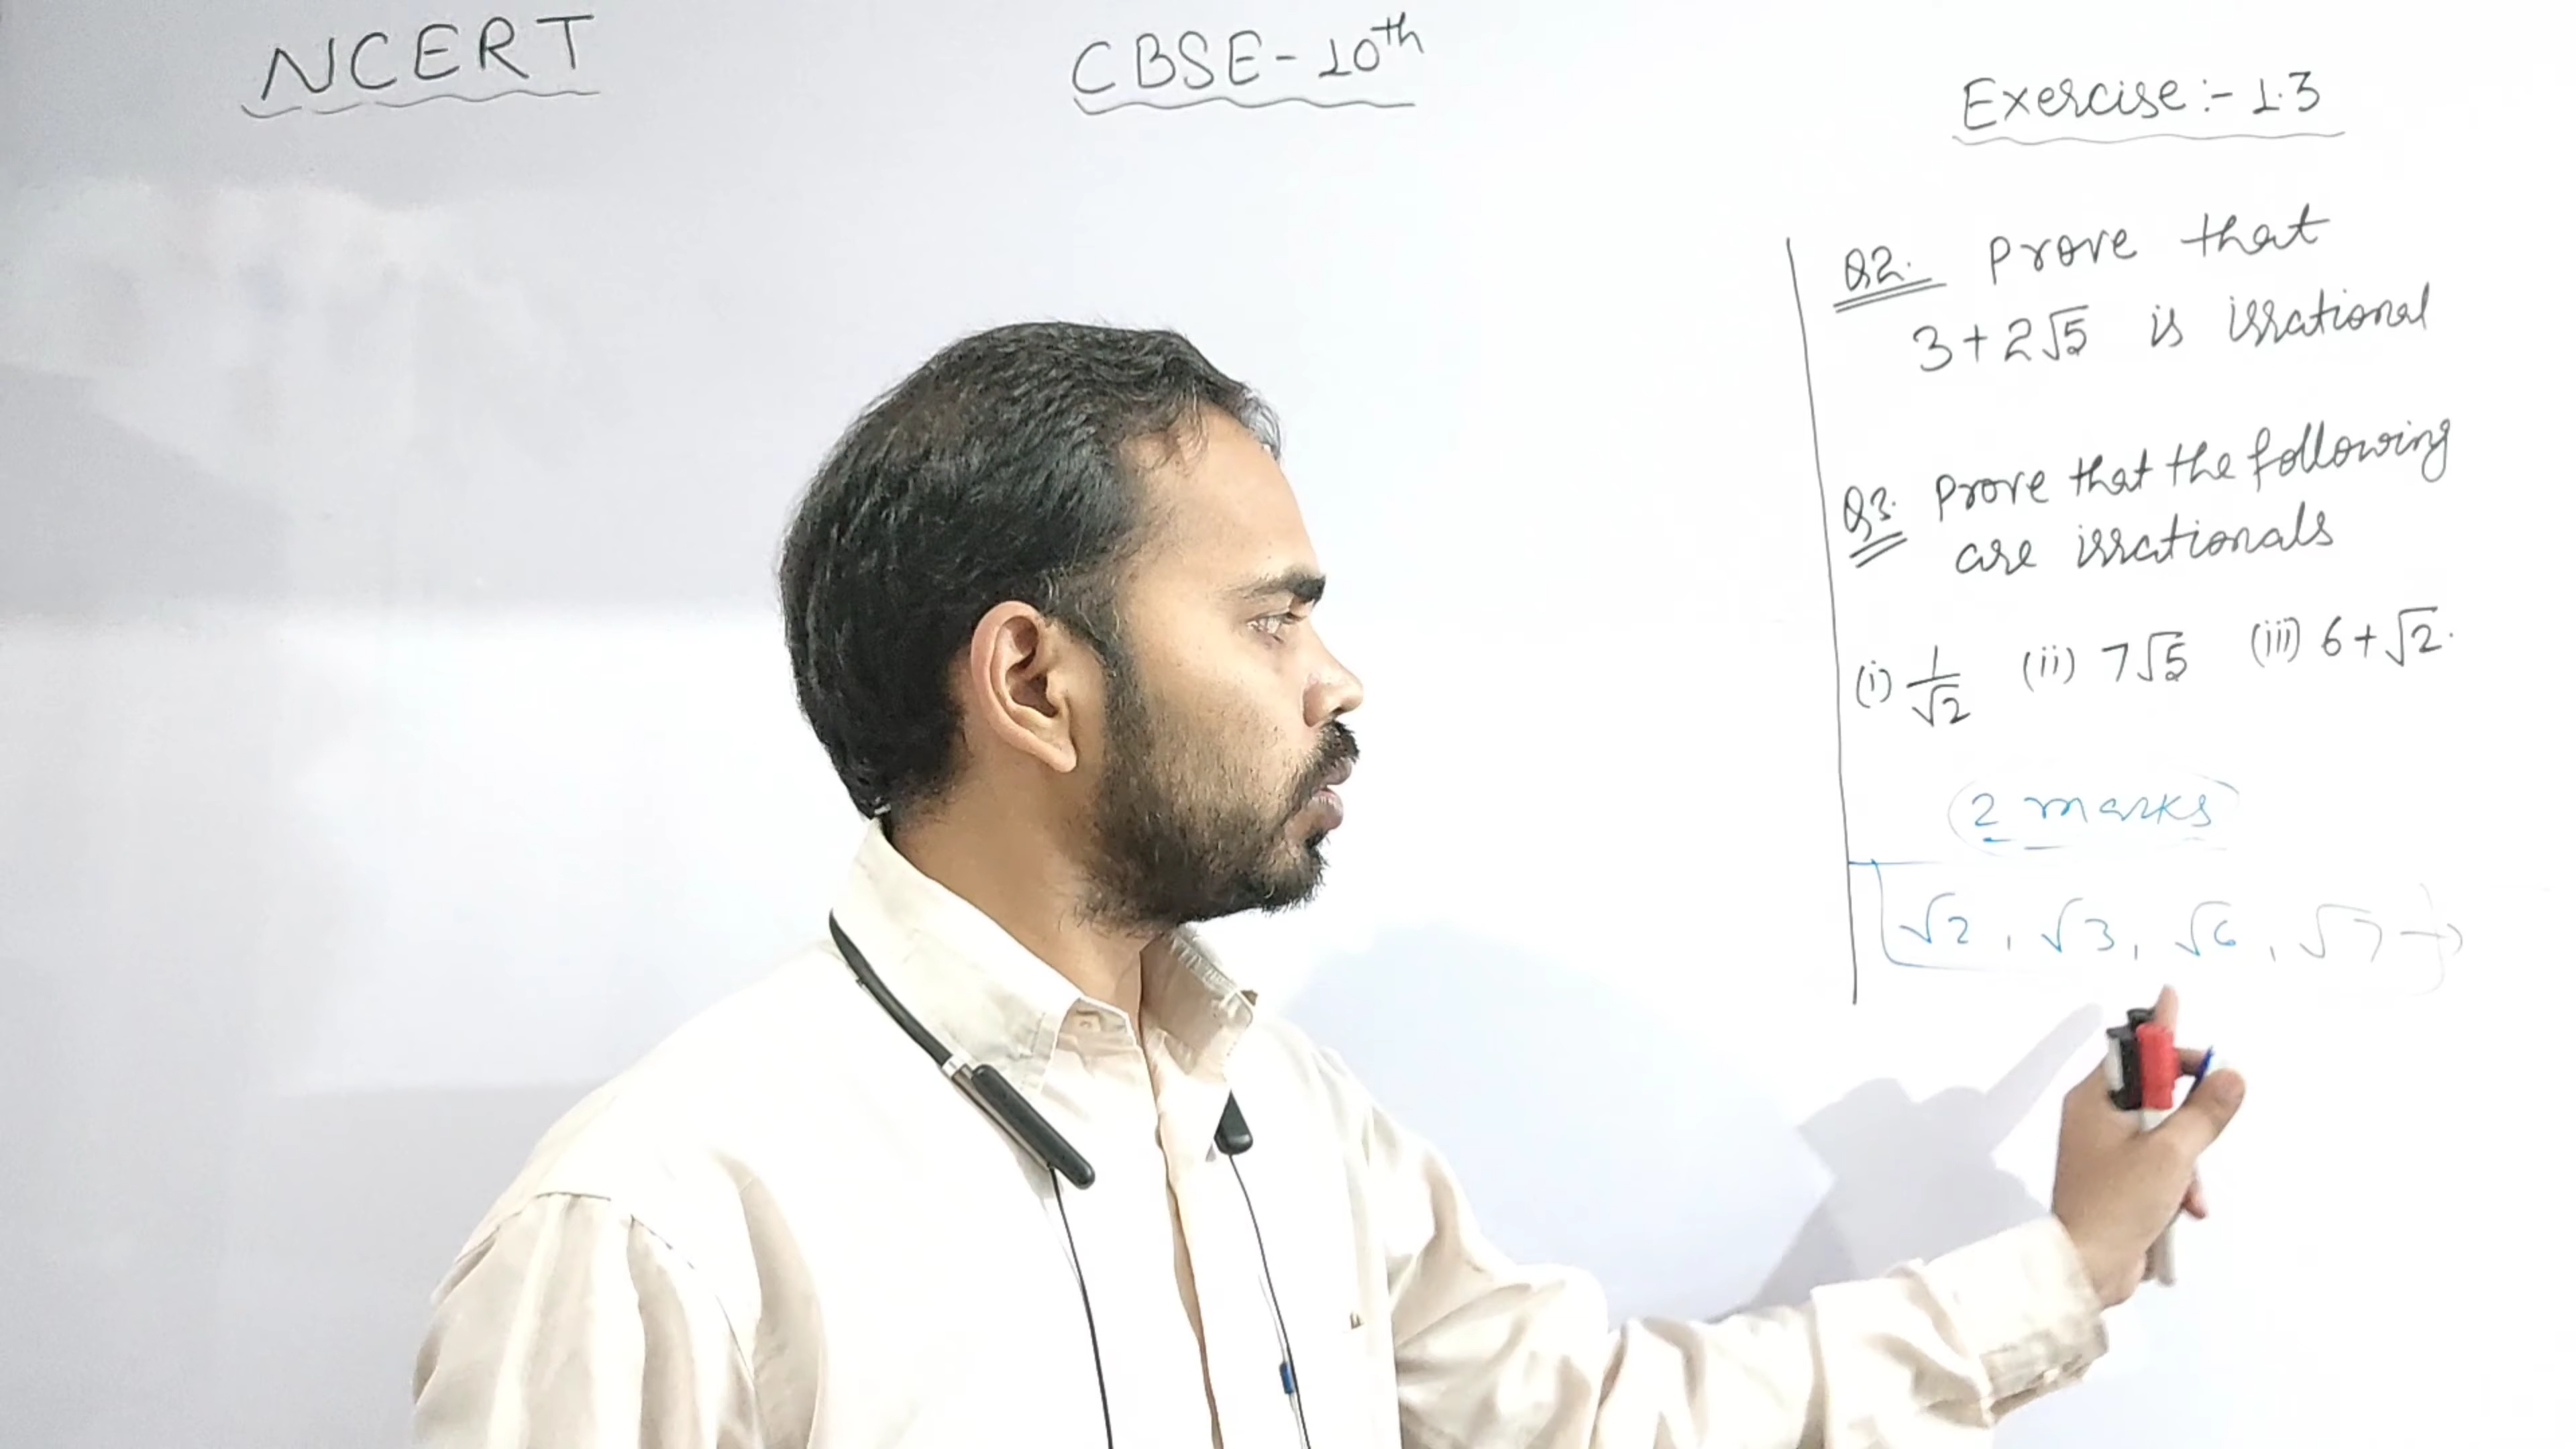 NCERT
CBSE - 10th
Exercise :- 1.3
Q2. Prove that
3+2√5 is irrational
Q3. Prove that the following
are irrationals
(i) 1/√2 (ii) 7√5 (iii) 6+√2.
2 marks
√2, √3, √6, √7 →